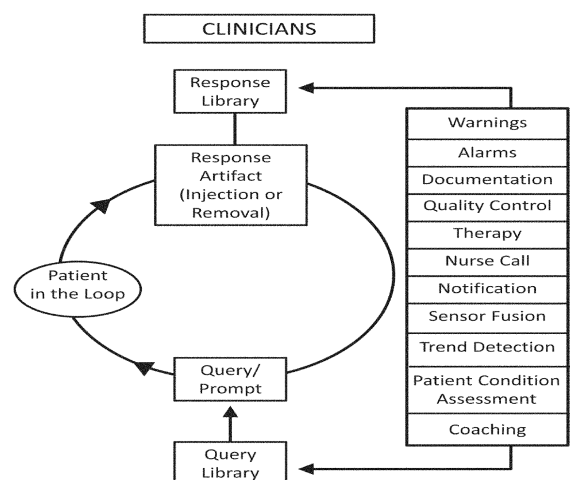 CLINICIANS
Response
Library
Response
Artifact
(Injection or
Removal)
Patient
in the Loop
Query/
Prompt
Query
Library
Warnings
Alarms
Documentation
Quality Control
Therapy
Nurse Call
Notification
Sensor Fusion
Trend Detection
Patient Condition
Assessment
Coaching